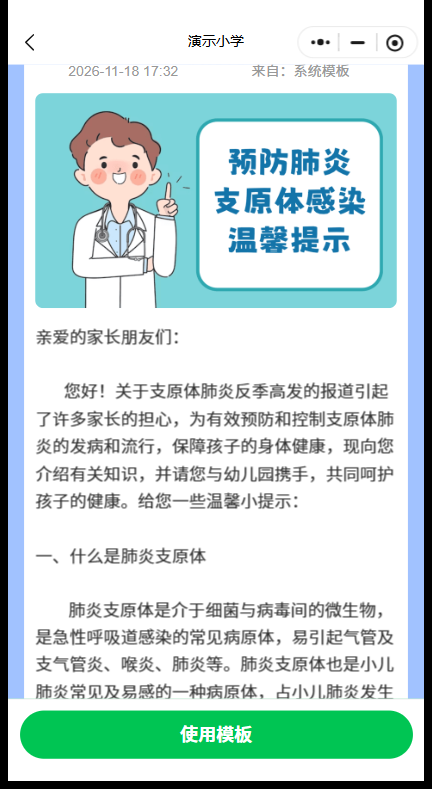 演示小学
2026-11-18 17:32 来自：系统模板
预防肺炎
支原体感染
温馨提示
亲爱的家长朋友们：
您好！关于支原体肺炎反季高发的报道引起
了许多家长的担心，为有效预防和控制支原体肺
炎的发病和流行，保障孩子的身体健康，现向您
介绍有关知识，并请您与幼儿园携手，共同呵护
孩子的健康。给您一些温馨小提示：
一、什么是肺炎支原体
肺炎支原体是介于细菌与病毒间的微生物，
是急性呼吸道感染的常见病原体，易引起气管及
支气管炎、喉炎、肺炎等。肺炎支原体也是小儿
肺炎常见及易感的一种病原体，占小儿肺炎发生
使用模板